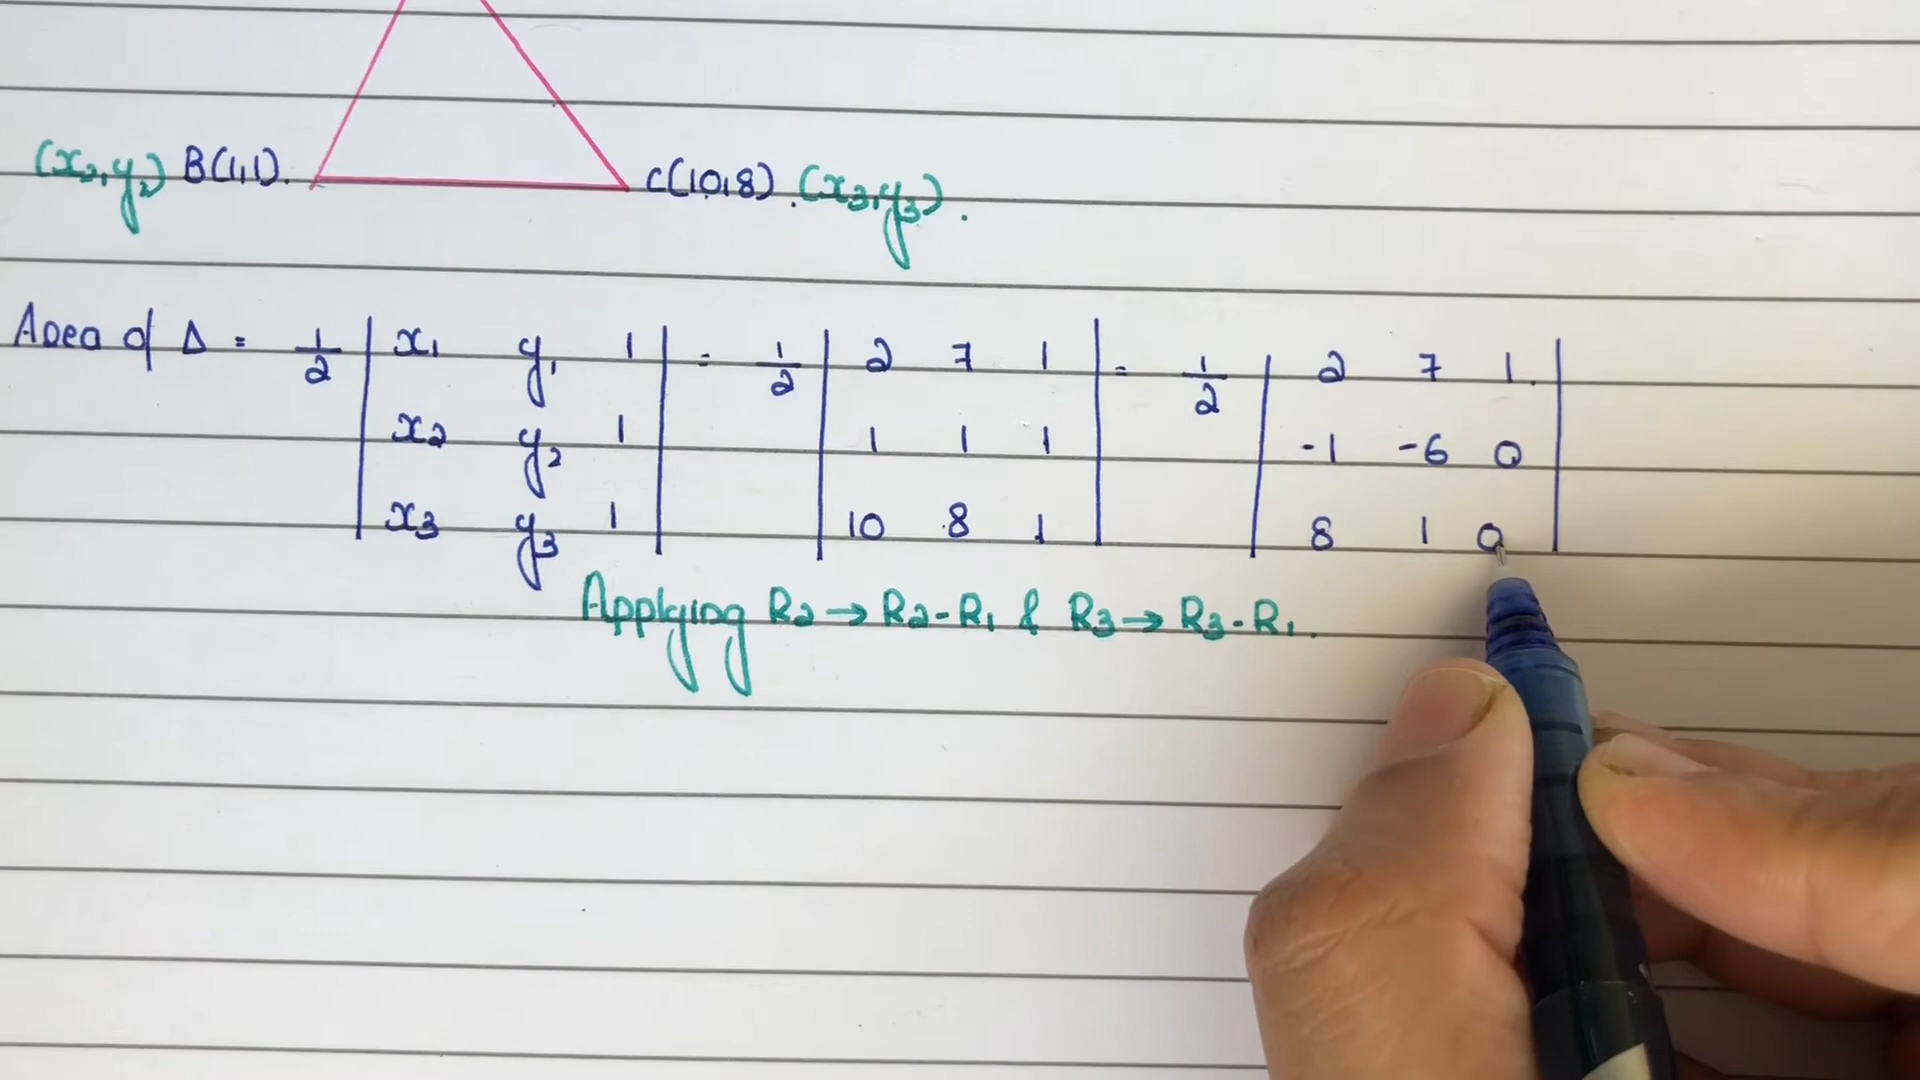 (x₂,y₂) B(1,1). C(10,8). (x₃,y₃).
Area of Δ = 1/2 | x₁ y₁ 1 | = 1/2 | 2 7 1 | = 1/2 | 2 7 1. |
| x₂ y₂ 1 | | 1 1 1 | | -1 -6 0 |
| x₃ y₃ 1 | | 10 8 1 | | 8 1 0 |
Applying R₂→R₂-R₁ & R₃→R₃-R₁.